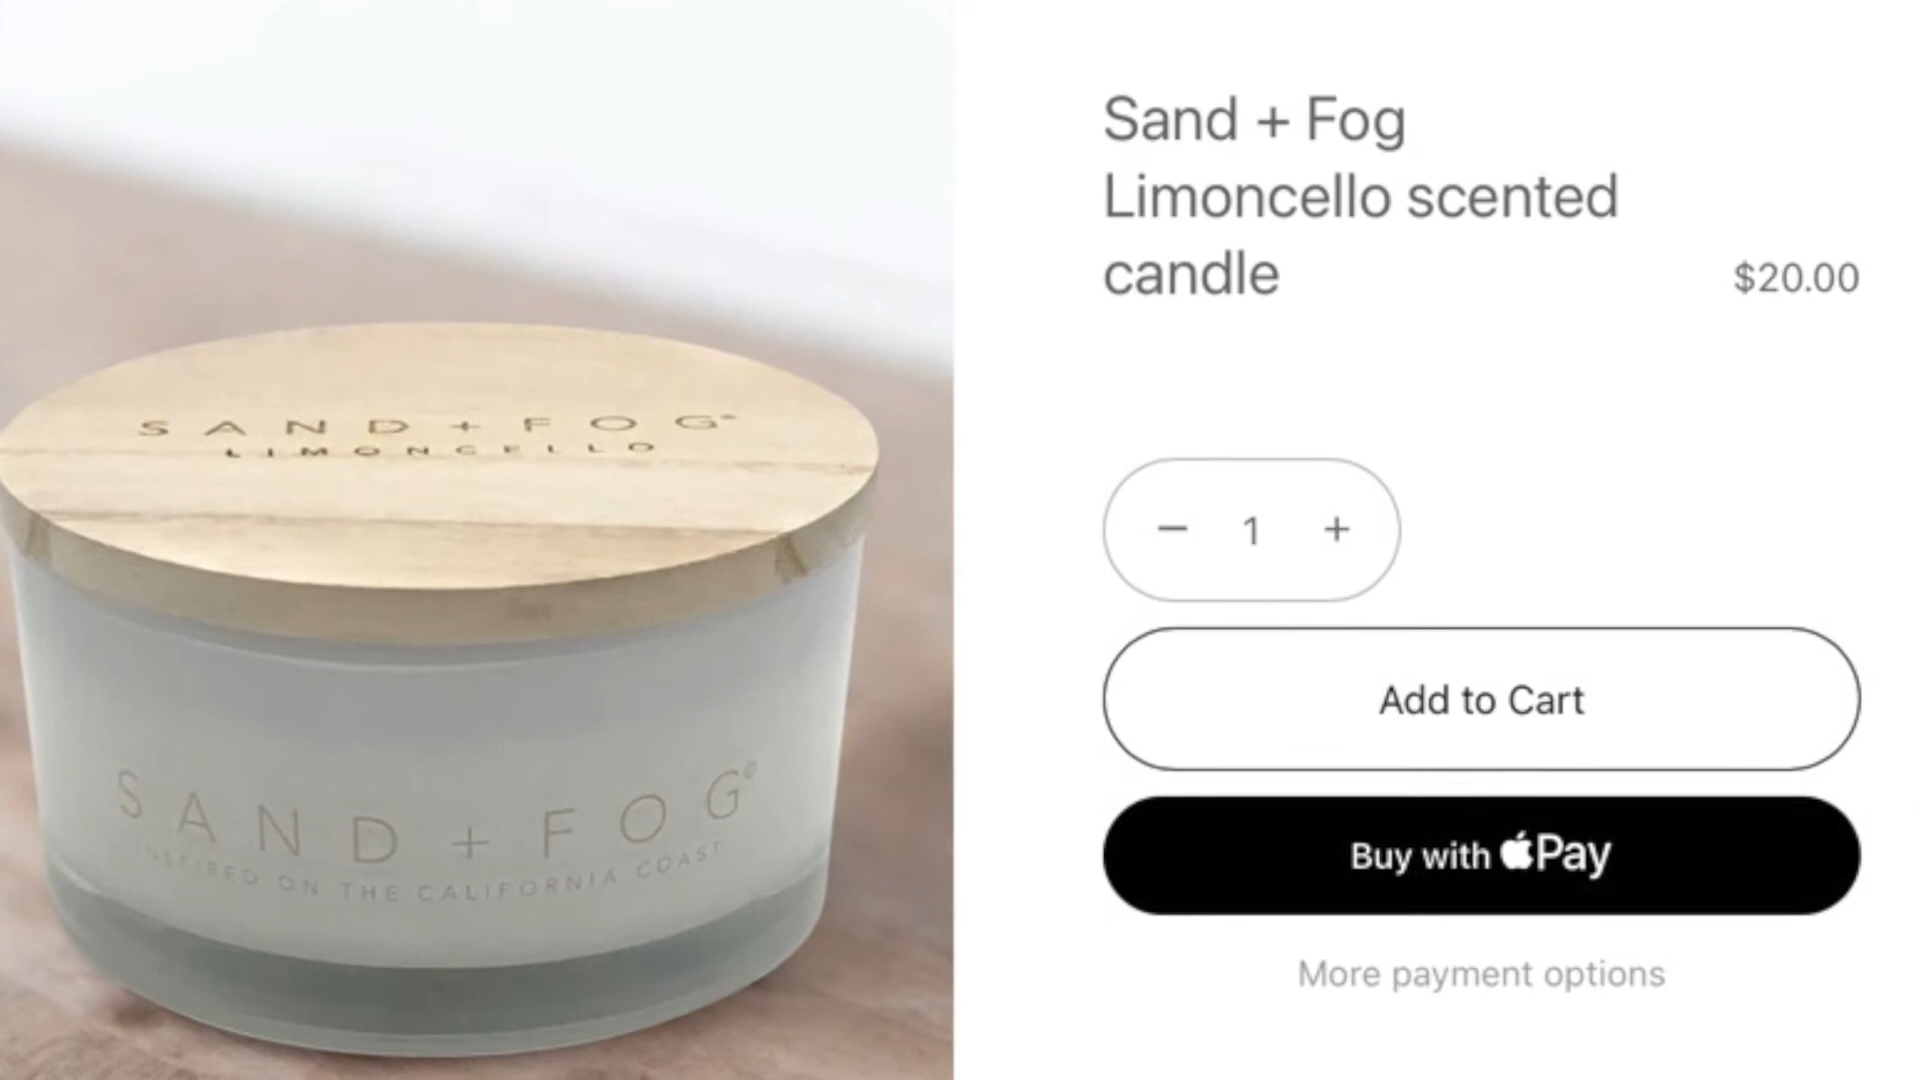 SAND+FOG®
LIMONCELLO
SAND+FOG®
INSPIRED ON THE CALIFORNIA COAST
Sand + Fog
Limoncello scented
candle
$20.00
− 1 +
Add to Cart
Buy with Pay
More payment options